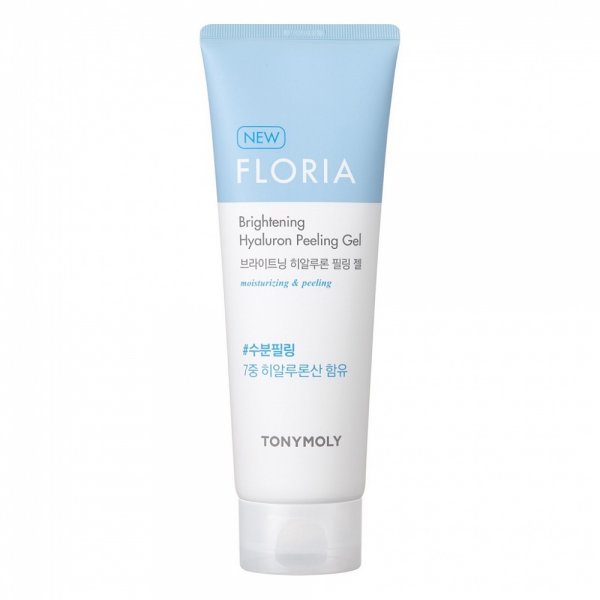 NEW
FLORIA
Brightening
Hyaluron Peeling Gel
브라이트닝 히알루론 필링 젤
moisturizing & peeling
#수분필링
7중 히알루론산 함유
TONYMOLY